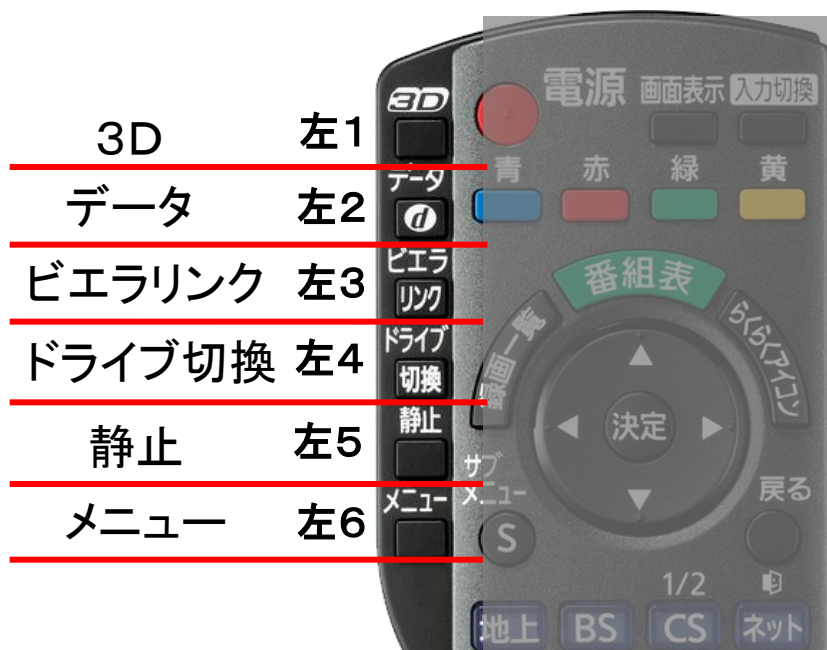 3D
電源 画面表示 入力切換
3D 左1
データ
青 赤 緑 黄
データ 左2
d
ビエラ
番組表
ビエラリンク 左3
リンク
録画一覧
らくらくアイコン
ドライブ
ドライブ切換 左4
切換
決定
静止
静止 左5
サブ
メニュー
戻る
メニュー
メニュー 左6
S
1/2
地上 BS CS ネット